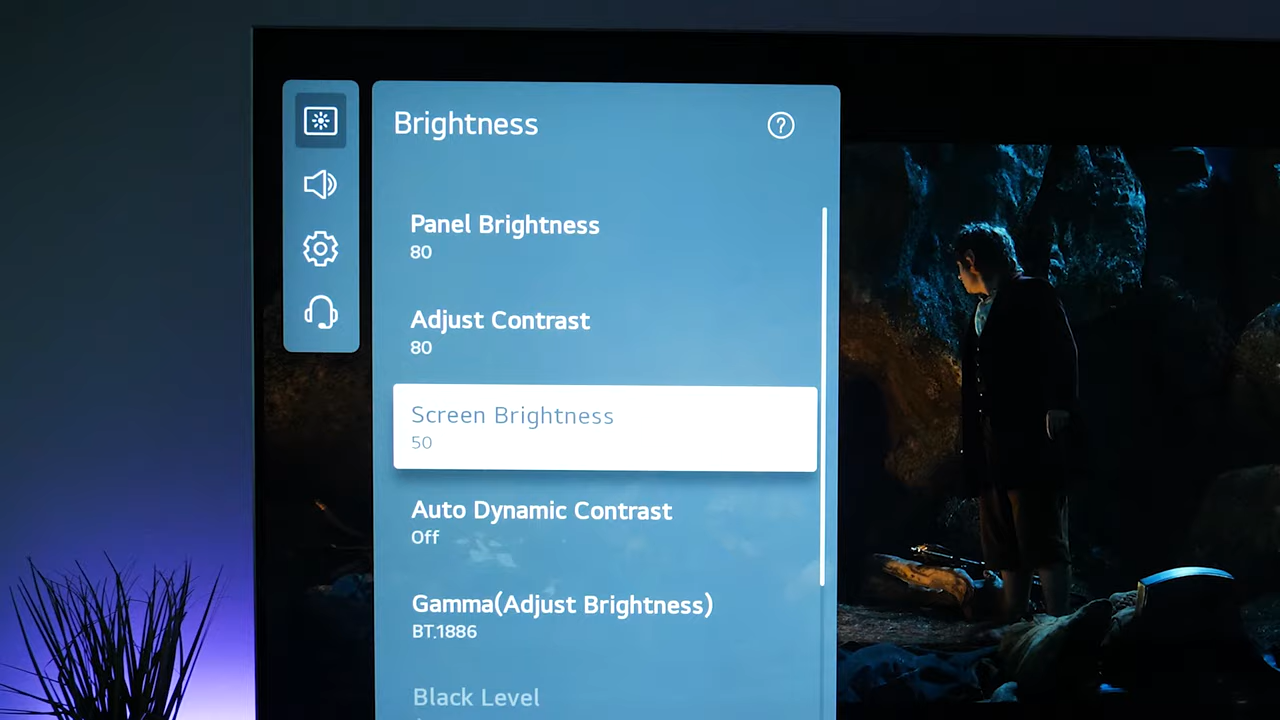 Brightness
?
Panel Brightness
80
Adjust Contrast
80
Screen Brightness
50
Auto Dynamic Contrast
Off
Gamma(Adjust Brightness)
BT.1886
Black Level